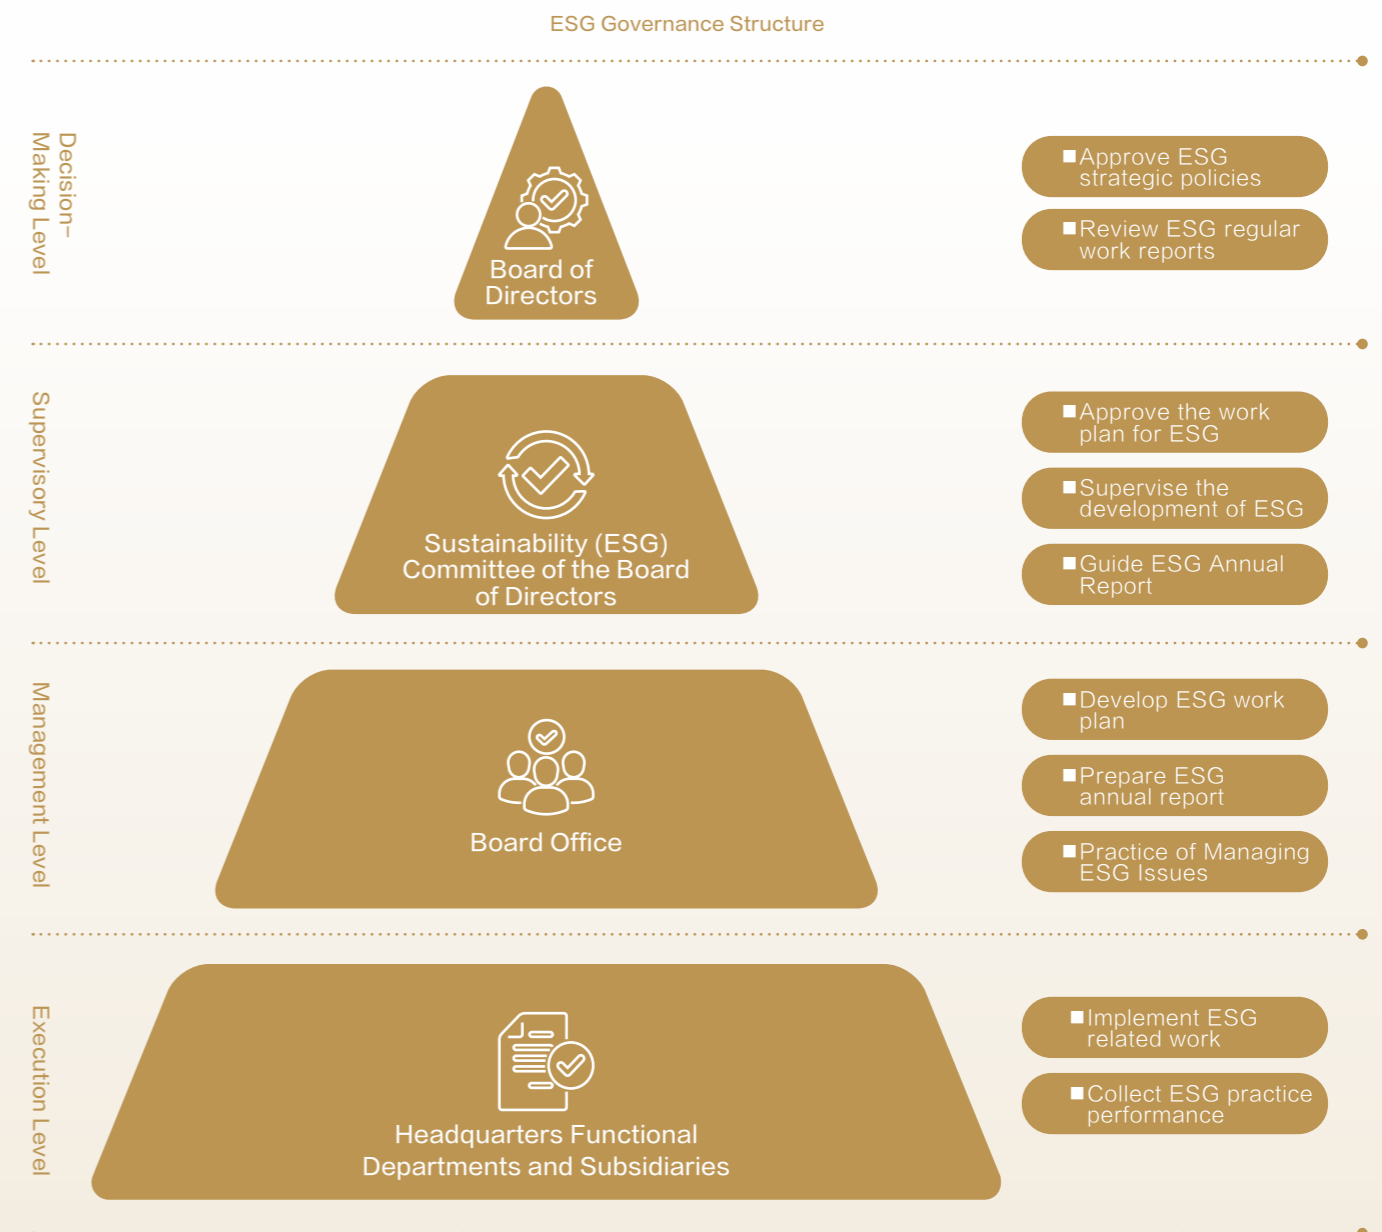 ESG Governance Structure
Decision–
Making Level
Board of
Directors
■Approve ESG
strategic policies
■Review ESG regular
work reports
Supervisory Level
Sustainability (ESG)
Committee of the Board
of Directors
■Approve the work
plan for ESG
■Supervise the
development of ESG
■Guide ESG Annual
Report
Management Level
Board Office
■Develop ESG work
plan
■Prepare ESG
annual report
■Practice of Managing
ESG Issues
Execution Level
Headquarters Functional
Departments and Subsidiaries
■Implement ESG
related work
■Collect ESG practice
performance